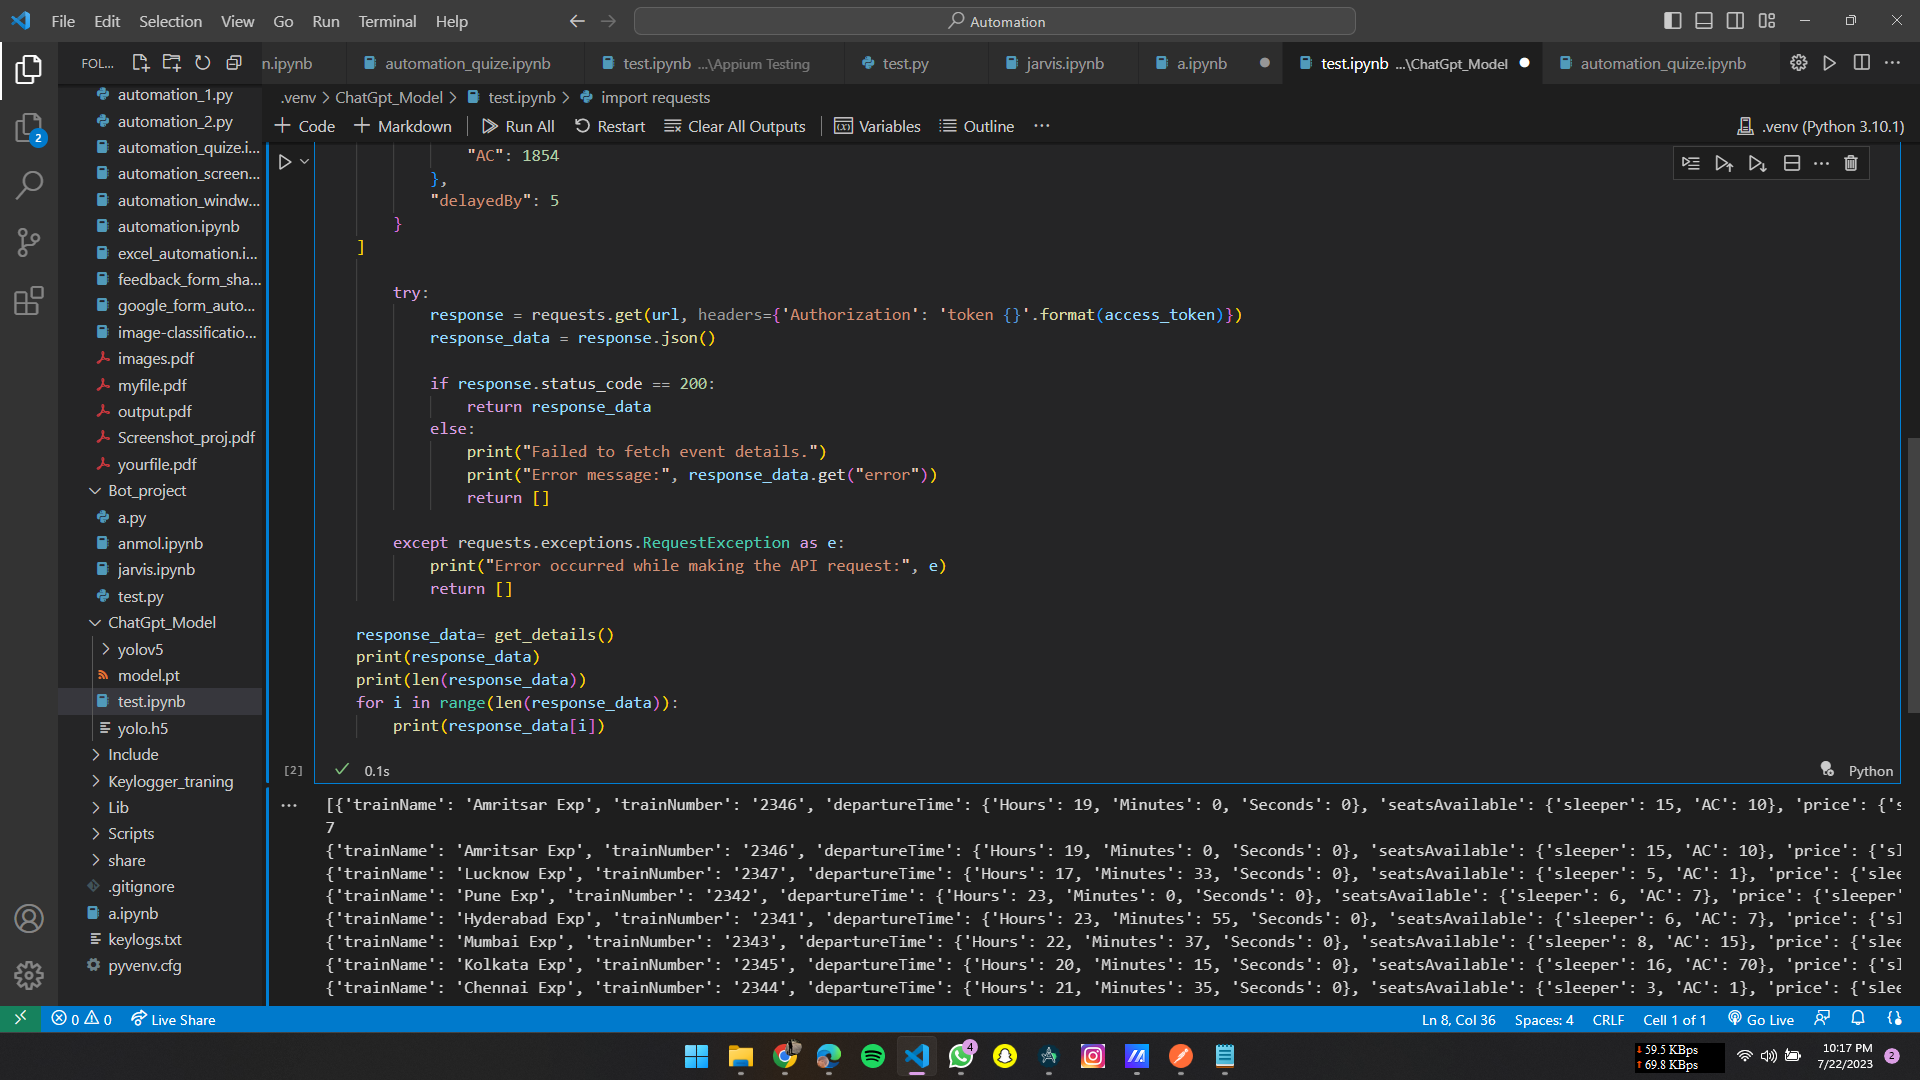 File Edit Selection View Go Run Terminal Help
Automation
FOL...
n.ipynb
automation_quize.ipynb
test.ipynb ...\Appium Testing
test.py
jarvis.ipynb
a.ipynb
test.ipynb ...\ChatGpt_Model
automation_quize.ipynb
.venv > ChatGpt_Model > test.ipynb > import requests
+ Code + Markdown Run All Restart Clear All Outputs Variables Outline ...
.venv (Python 3.10.1)
automation_1.py
automation_2.py
automation_quize.i...
automation_screen...
automation_windw...
automation.ipynb
excel_automation.i...
feedback_form_sha...
google_form_auto...
image-classificatio...
images.pdf
myfile.pdf
output.pdf
Screenshot_proj.pdf
yourfile.pdf
Bot_project
a.py
anmol.ipynb
jarvis.ipynb
test.py
ChatGpt_Model
yolov5
model.pt
test.ipynb
yolo.h5
Include
Keylogger_traning
Lib
Scripts
share
.gitignore
a.ipynb
keylogs.txt
pyvenv.cfg
2
"AC": 1854
},
"delayedBy": 5
}
]
try:
response = requests.get(url, headers={'Authorization': 'token {}'.format(access_token)})
response_data = response.json()
if response.status_code == 200:
return response_data
else:
print("Failed to fetch event details.")
print("Error message:", response_data.get("error"))
return []
except requests.exceptions.RequestException as e:
print("Error occurred while making the API request:", e)
return []
response_data= get_details()
print(response_data)
print(len(response_data))
for i in range(len(response_data)):
print(response_data[i])
[2] 0.1s
Python
[{'trainName': 'Amritsar Exp', 'trainNumber': '2346', 'departureTime': {'Hours': 19, 'Minutes': 0, 'Seconds': 0}, 'seatsAvailable': {'sleeper': 15, 'AC': 10}, 'price': {'s
7
{'trainName': 'Amritsar Exp', 'trainNumber': '2346', 'departureTime': {'Hours': 19, 'Minutes': 0, 'Seconds': 0}, 'seatsAvailable': {'sleeper': 15, 'AC': 10}, 'price': {'sl
{'trainName': 'Lucknow Exp', 'trainNumber': '2347', 'departureTime': {'Hours': 17, 'Minutes': 33, 'Seconds': 0}, 'seatsAvailable': {'sleeper': 5, 'AC': 1}, 'price': {'slee
{'trainName': 'Pune Exp', 'trainNumber': '2342', 'departureTime': {'Hours': 23, 'Minutes': 0, 'Seconds': 0}, 'seatsAvailable': {'sleeper': 6, 'AC': 7}, 'price': {'sleeper'
{'trainName': 'Hyderabad Exp', 'trainNumber': '2341', 'departureTime': {'Hours': 23, 'Minutes': 55, 'Seconds': 0}, 'seatsAvailable': {'sleeper': 6, 'AC': 7}, 'price': {'sl
{'trainName': 'Mumbai Exp', 'trainNumber': '2343', 'departureTime': {'Hours': 22, 'Minutes': 37, 'Seconds': 0}, 'seatsAvailable': {'sleeper': 8, 'AC': 15}, 'price': {'slee
{'trainName': 'Kolkata Exp', 'trainNumber': '2345', 'departureTime': {'Hours': 20, 'Minutes': 15, 'Seconds': 0}, 'seatsAvailable': {'sleeper': 16, 'AC': 70}, 'price': {'sl
{'trainName': 'Chennai Exp', 'trainNumber': '2344', 'departureTime': {'Hours': 21, 'Minutes': 35, 'Seconds': 0}, 'seatsAvailable': {'sleeper': 3, 'AC': 1}, 'price': {'slee
0 0 Live Share
Ln 8, Col 36 Spaces: 4 CRLF Cell 1 of 1 Go Live
4
59.5 KBps
69.8 KBps
10:17 PM
7/22/2023
2